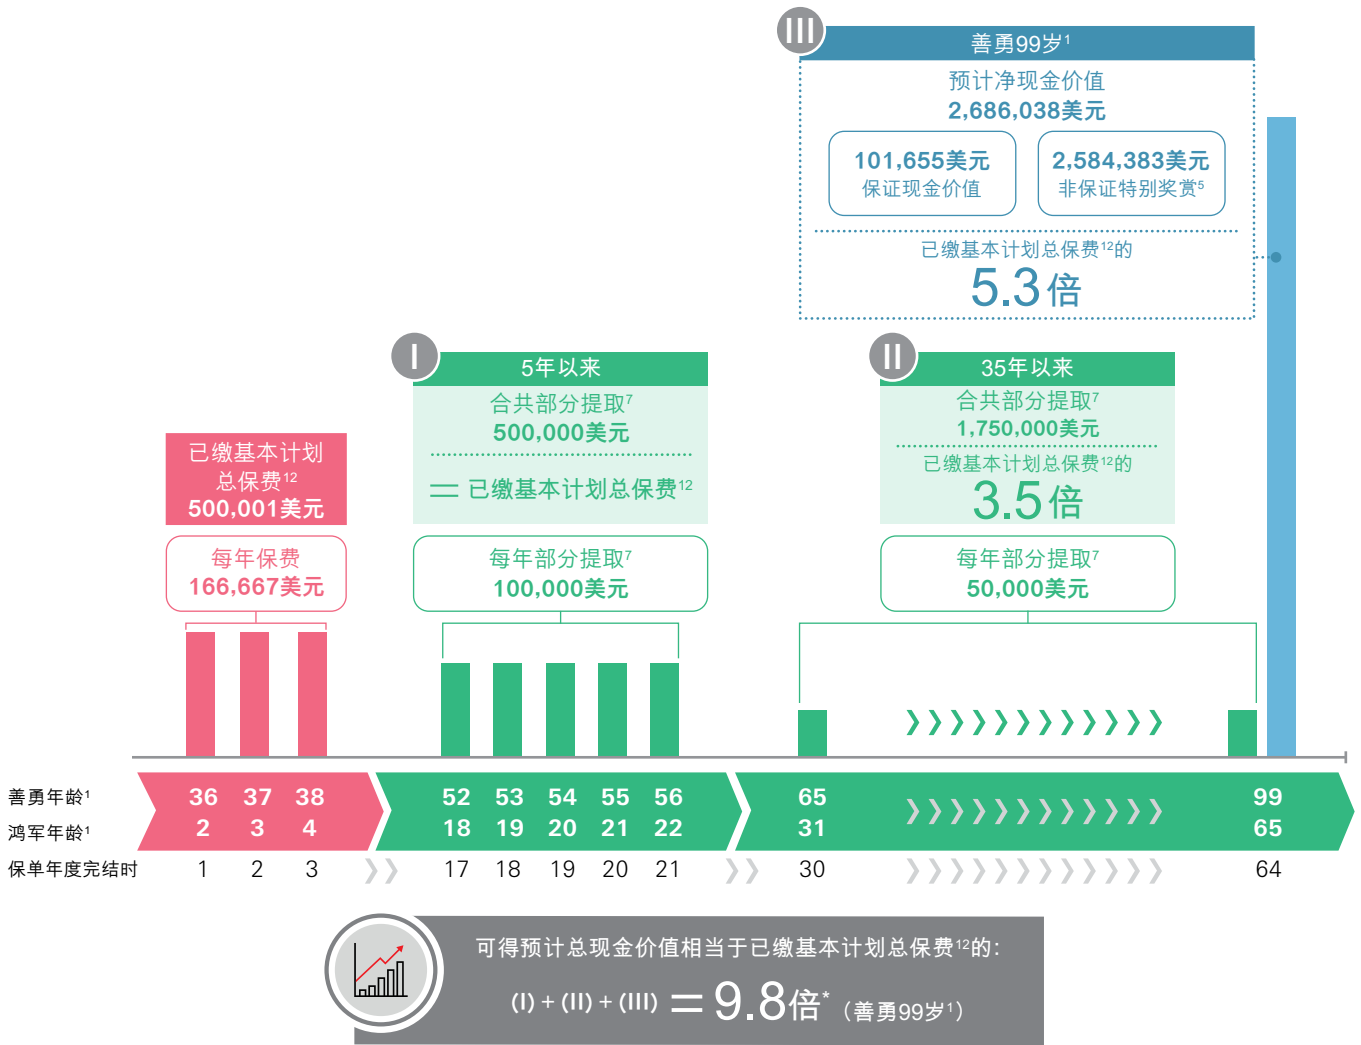 III
善勇99岁1
预计净现金价值
2,686,038美元
101,655美元
保证现金价值
2,584,383美元
非保证特别奖赏5
已缴基本计划总保费12的
5.3倍
I
5年以来
合共部分提取7
500,000美元
= 已缴基本计划总保费12
每年部分提取7
100,000美元
II
35年以来
合共部分提取7
1,750,000美元
已缴基本计划总保费12的
3.5倍
每年部分提取7
50,000美元
已缴基本计划
总保费12
500,001美元
每年保费
166,667美元
善勇年龄1 36 37 38 52 53 54 55 56 65 99
鸿军年龄1 2 3 4 18 19 20 21 22 31 65
保单年度完结时 1 2 3 17 18 19 20 21 30 64
可得预计总现金价值相当于已缴基本计划总保费12的：
(I) + (II) + (III) = 9.8倍*（善勇99岁1）